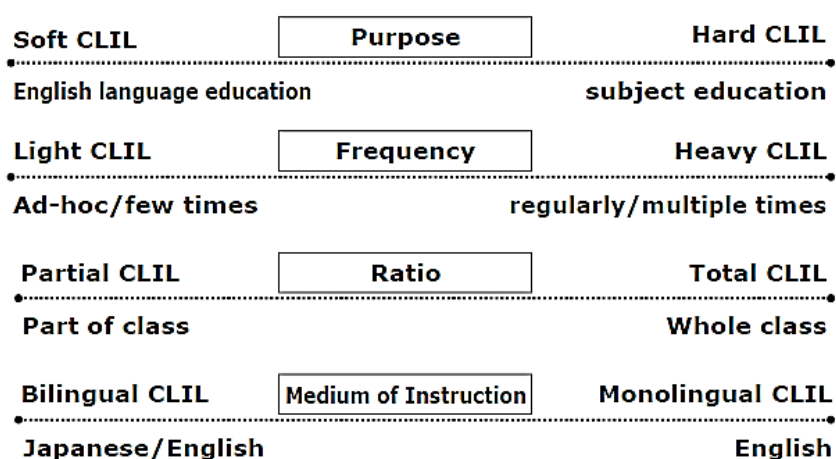 Soft CLIL Purpose Hard CLIL
English language education subject education
Light CLIL Frequency Heavy CLIL
Ad-hoc/few times regularly/multiple times
Partial CLIL Ratio Total CLIL
Part of class Whole class
Bilingual CLIL Medium of Instruction Monolingual CLIL
Japanese/English English